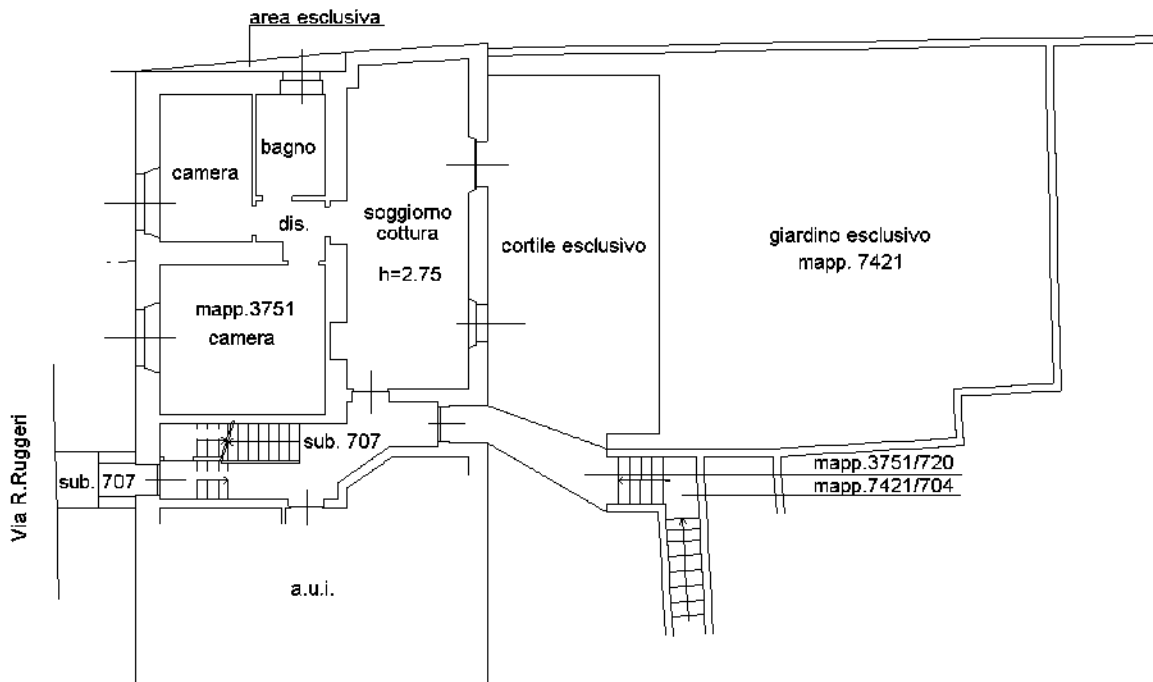 area esclusiva
bagno
camera
dis.
soggiorno
cottura
h=2.75
cortile esclusivo
giardino esclusivo
mapp. 7421
mapp.3751
camera
sub. 707
sub. 707
mapp.3751/720
mapp.7421/704
Via R.Ruggeri
a.u.i.